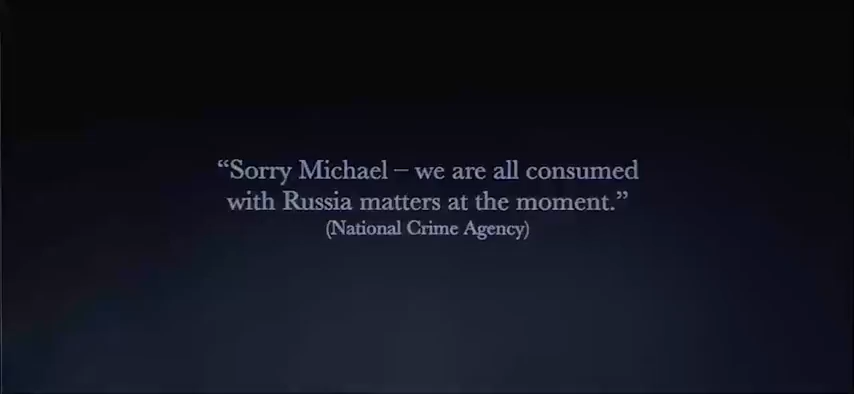 “Sorry Michael – we are all consumed
with Russia matters at the moment.”
(National Crime Agency)